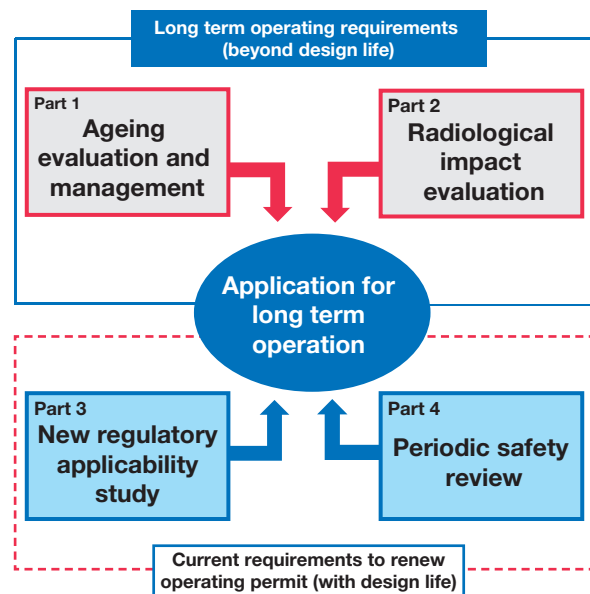 Long term operating requirements
(beyond design life)
Part 1
Ageing
evaluation and
management
Part 2
Radiological
impact
evaluation
Application for
long term
operation
Part 3
New regulatory
applicability
study
Part 4
Periodic safety
review
Current requirements to renew
operating permit (with design life)